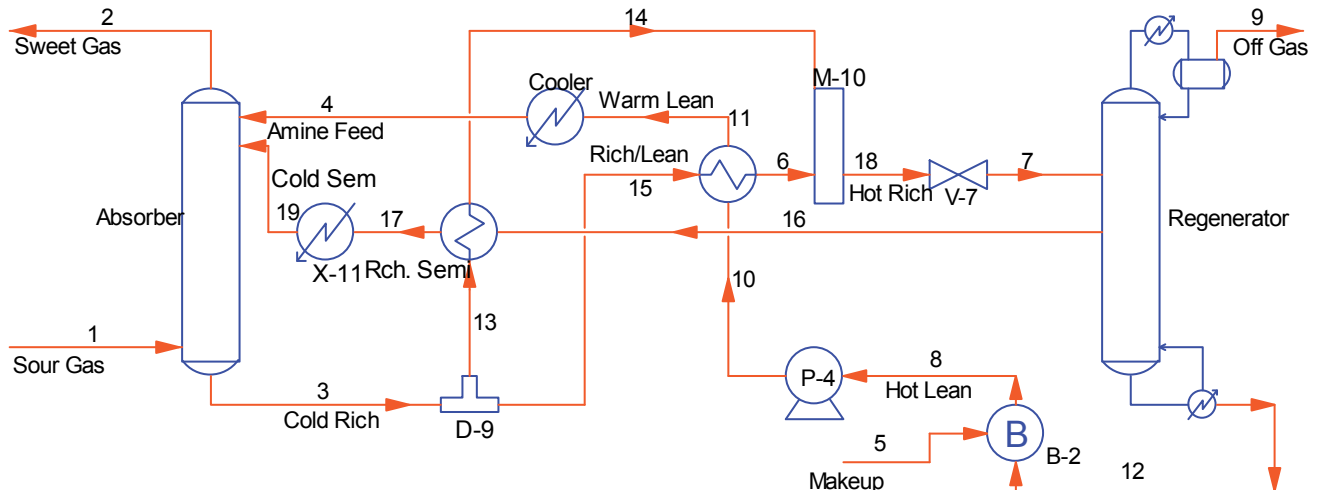 2
14
9
Sweet Gas
Off Gas
M-10
Cooler
4
Warm Lean
11
Amine Feed
Rich/Lean
6
18
7
15
Hot Rich
V-7
Cold Sem
Absorber
19
17
16
Regenerator
X-11
Rch. Semi
10
13
1
Sour Gas
P-4
8
Hot Lean
3
Cold Rich
D-9
B
5
B-2
12
Makeup